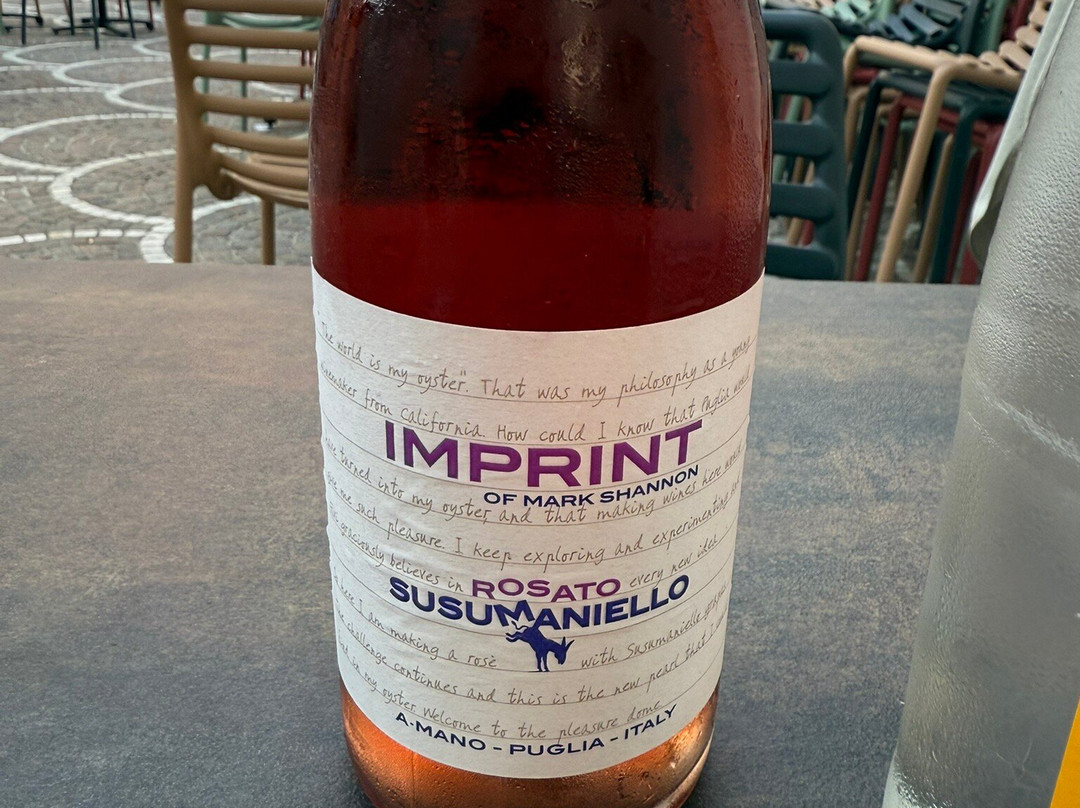 "The world is my oyster". That was my philosophy as a young
winemaker from California. How could I know that Puglia would
IMPRINT
OF MARK SHANNON
have turned into my oyster, and that making wines here would
give me such pleasure. I keep exploring and experimenting and
graciously believes in every new idea
ROSATO
SUSUMANIELLO
here I am making a rosè with Susumaniello grapes
challenge continues and this is the new pearl that I
in my oyster. Welcome to the pleasure dome
A-MANO - PUGLIA - ITALY